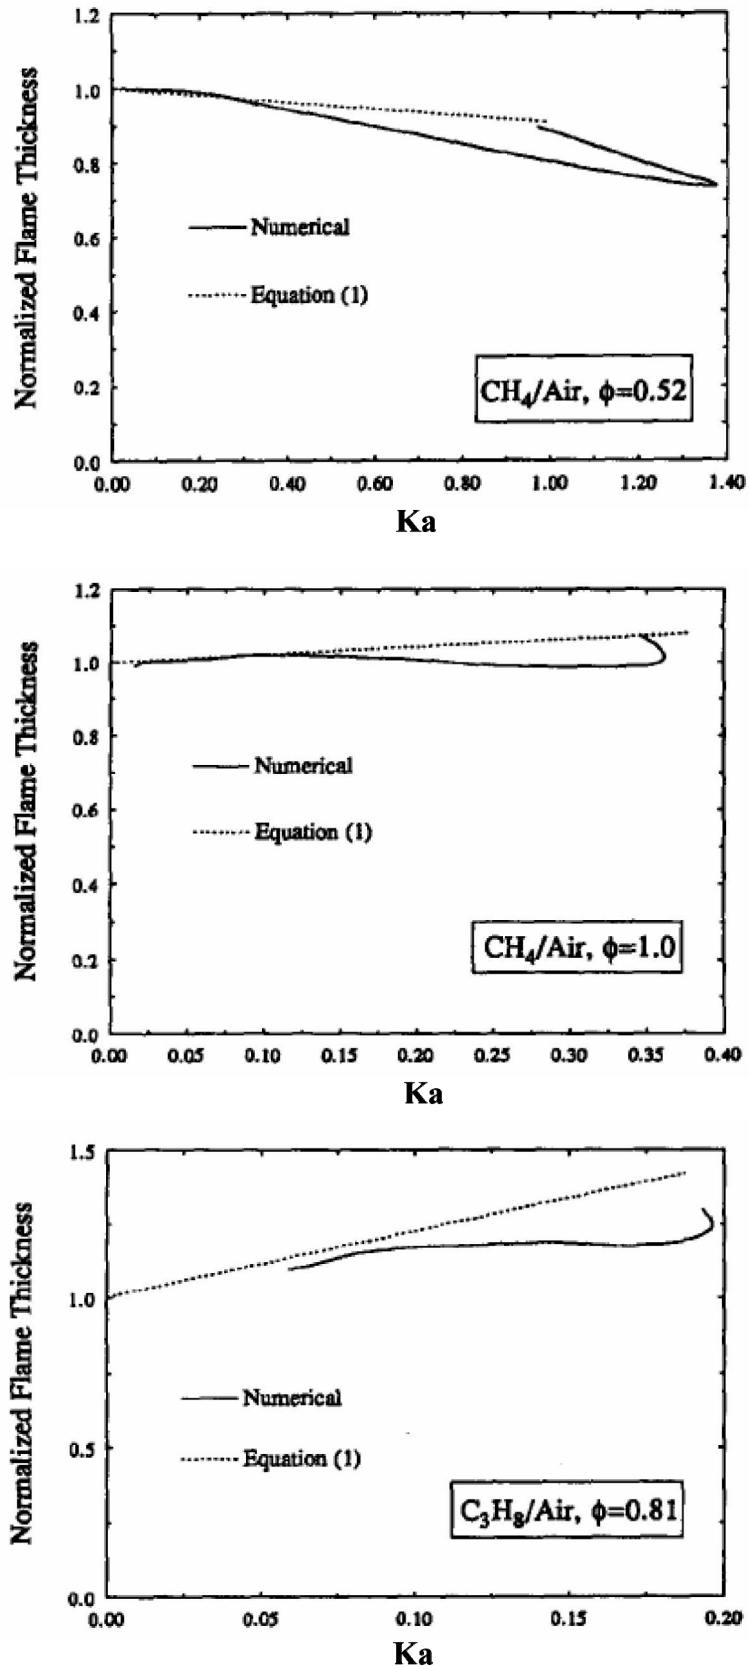 Normalized Flame Thickness
1.2
1.0
0.8
0.6
0.4
0.2
0.0
Numerical
Equation (1)
CH₄/Air, ϕ=0.52
0.00 0.20 0.40 0.60 0.80 1.00 1.20 1.40
Ka
Normalized Flame Thickness
1.2
1.0
0.8
0.6
0.4
0.2
0.0
Numerical
Equation (1)
CH₄/Air, ϕ=1.0
0.00 0.05 0.10 0.15 0.20 0.25 0.30 0.35 0.40
Ka
Normalized Flame Thickness
1.5
1.0
0.5
0.0
Numerical
Equation (1)
C₃H₈/Air, ϕ=0.81
0.00 0.05 0.10 0.15 0.20
Ka